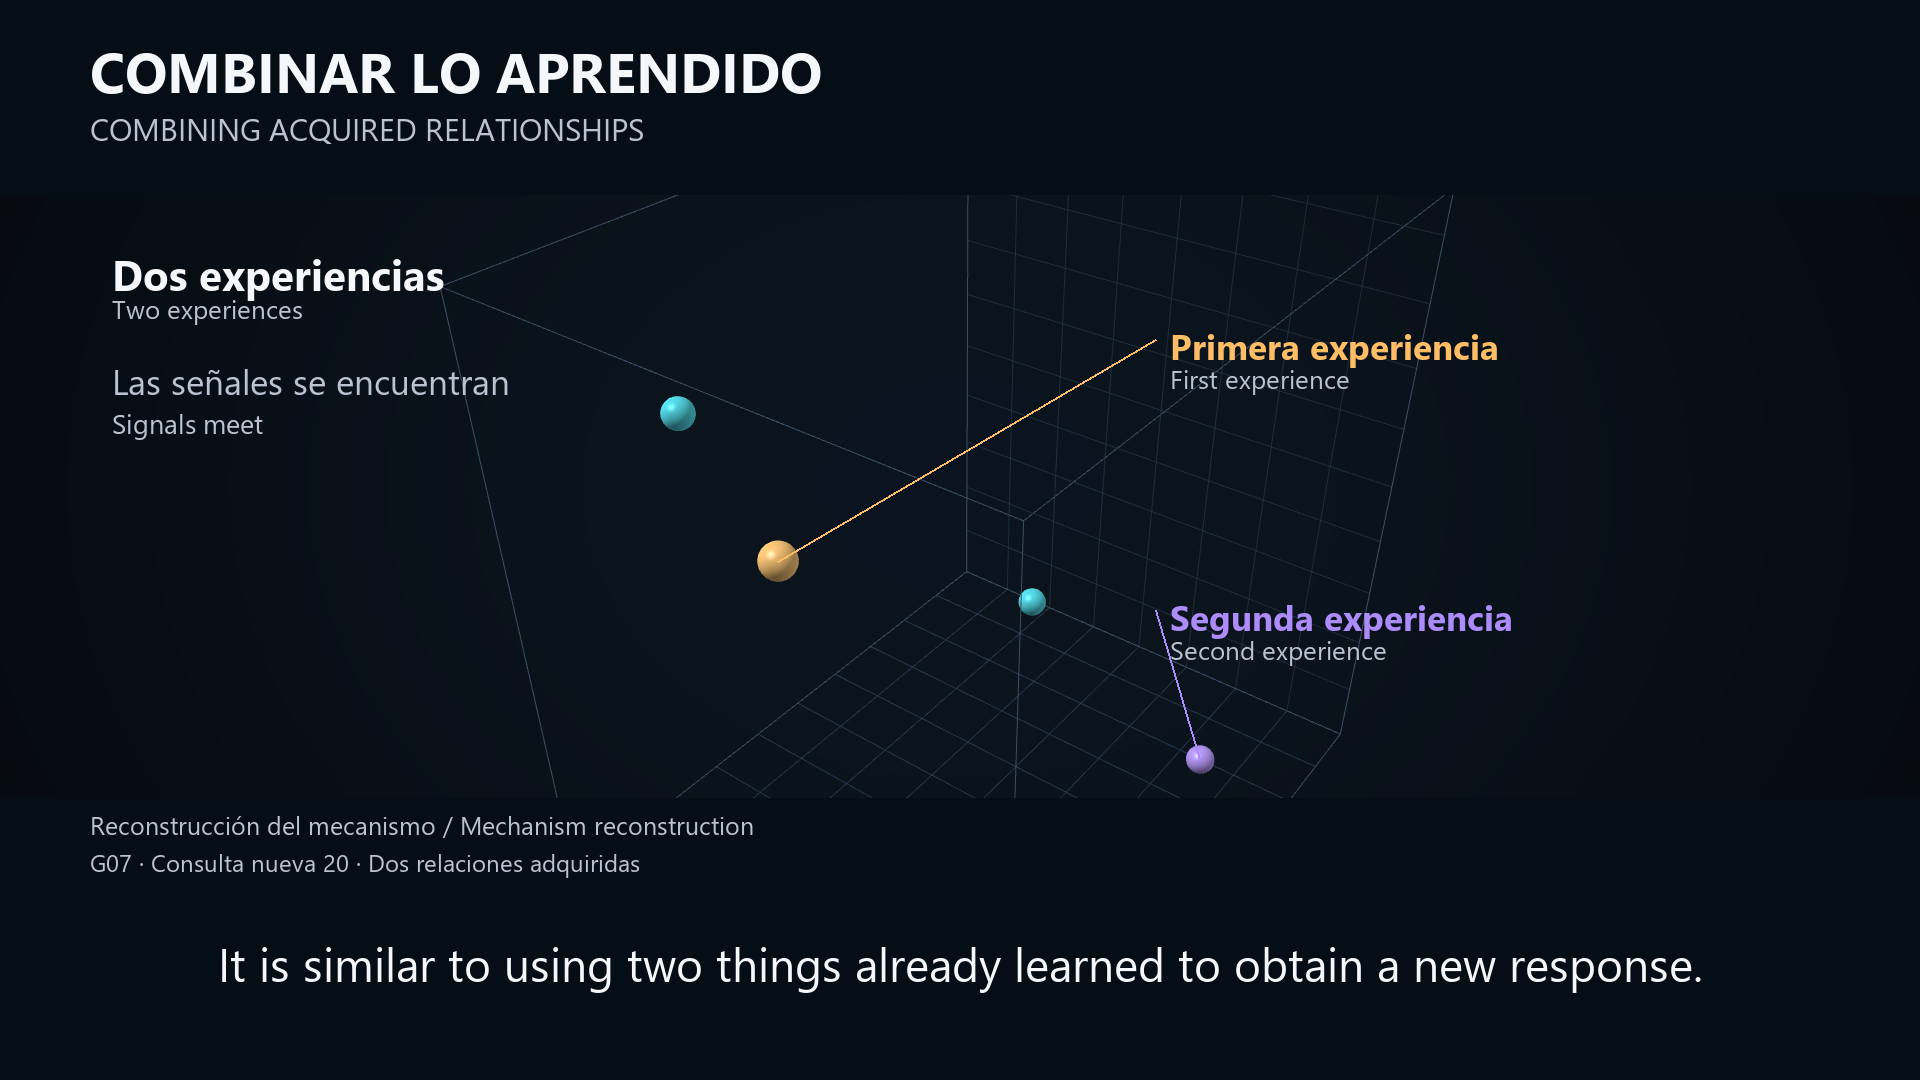 COMBINAR LO APRENDIDO
COMBINING ACQUIRED RELATIONSHIPS
Dos experiencias
Two experiences
Las señales se encuentran
Signals meet
Primera experiencia
First experience
Segunda experiencia
Second experience
Reconstrucción del mecanismo / Mechanism reconstruction
G07 · Consulta nueva 20 · Dos relaciones adquiridas
It is similar to using two things already learned to obtain a new response.